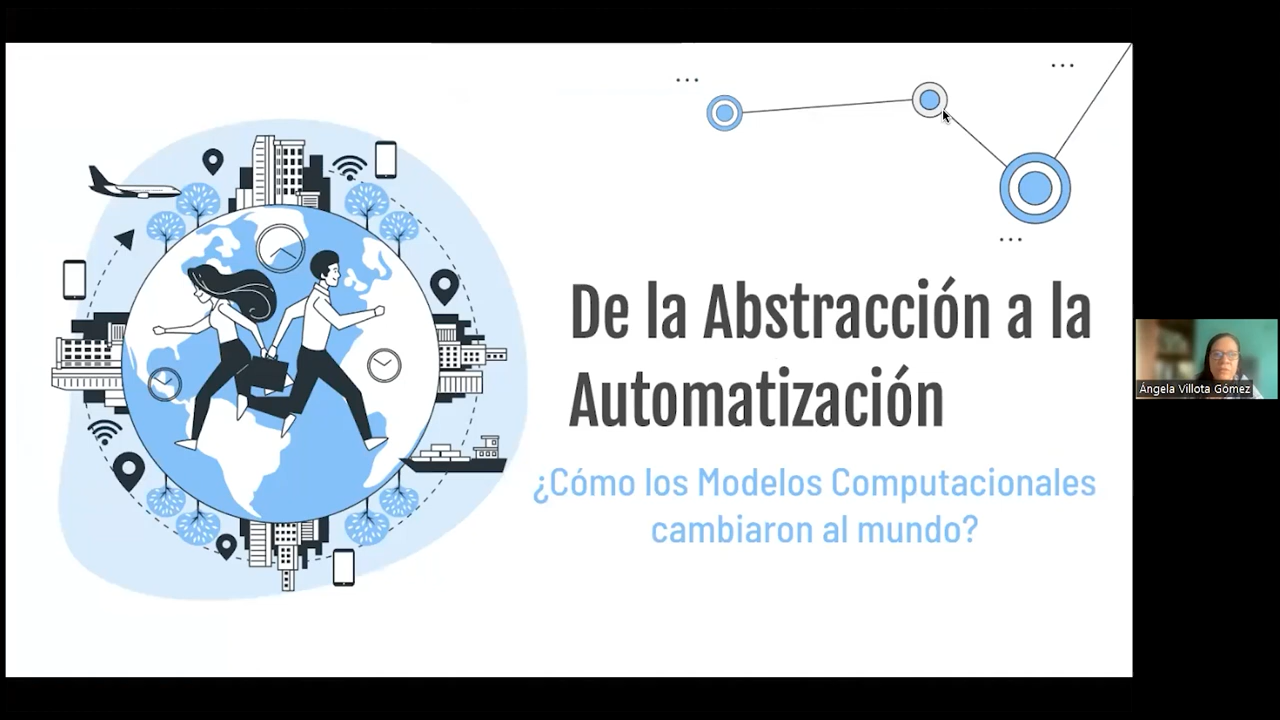 De la Abstracción a la
Automatización
¿Cómo los Modelos Computacionales
cambiaron al mundo?
Ángela Villota Gómez